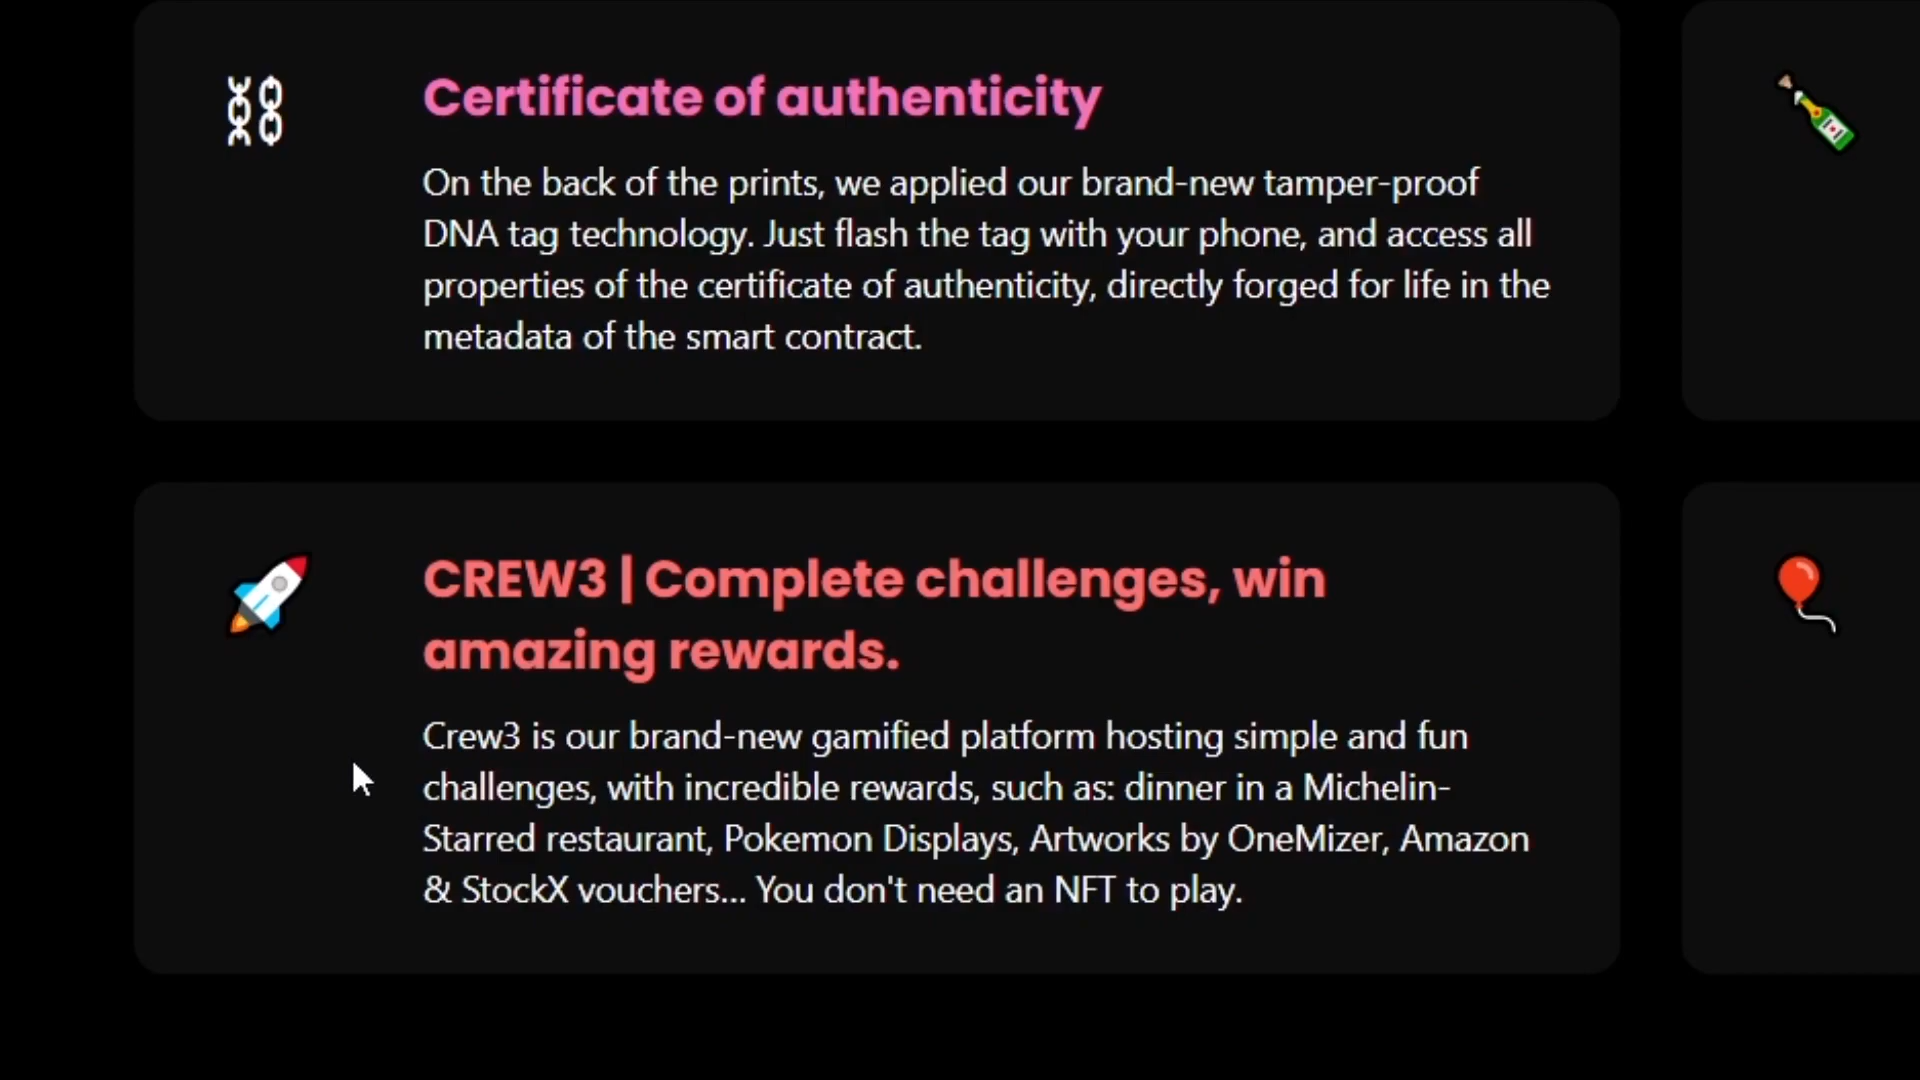 Certificate of authenticity
On the back of the prints, we applied our brand-new tamper-proof
DNA tag technology. Just flash the tag with your phone, and access all
properties of the certificate of authenticity, directly forged for life in the
metadata of the smart contract.
CREW3 | Complete challenges, win
amazing rewards.
Crew3 is our brand-new gamified platform hosting simple and fun
challenges, with incredible rewards, such as: dinner in a Michelin-
Starred restaurant, Pokemon Displays, Artworks by OneMizer, Amazon
& StockX vouchers... You don't need an NFT to play.